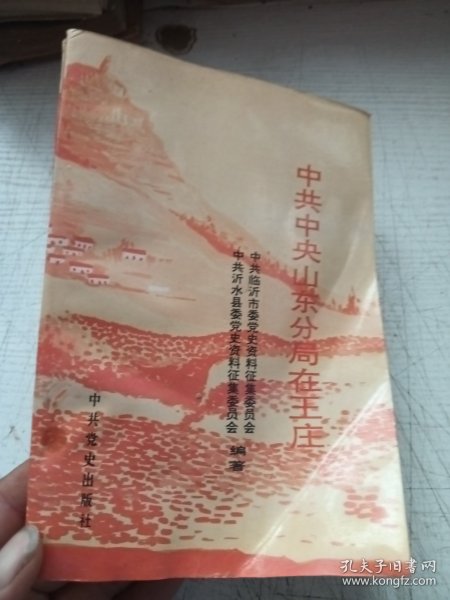 中共中央山东分局在王庄
中共临沂市委党史资料征集委员会
中共沂水县委党史资料征集委员会
编著
中共党史出版社
孔夫子旧书网
www.kongfz.com